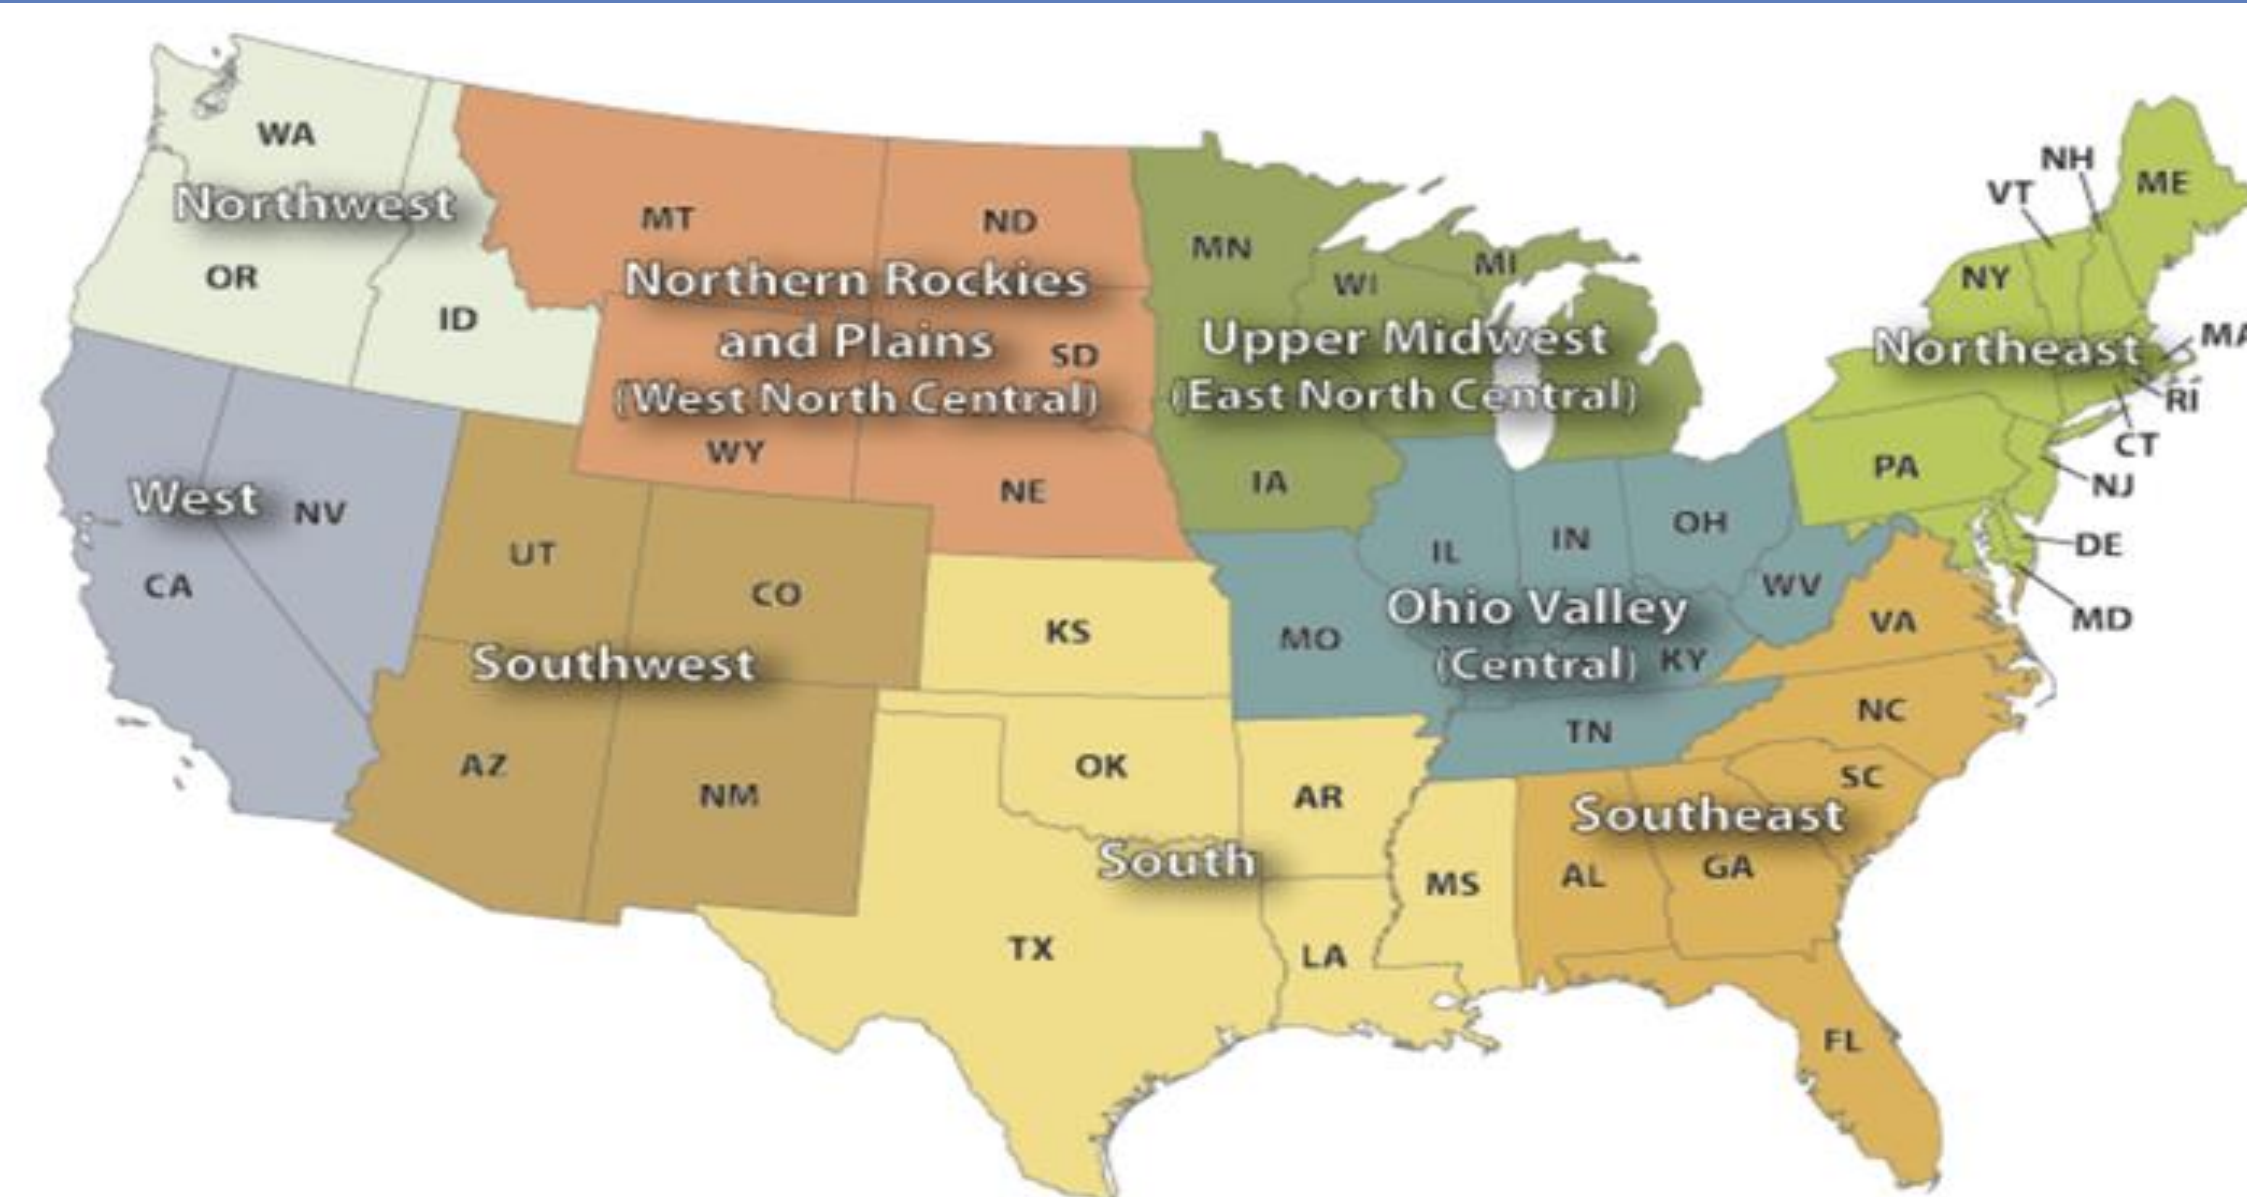 WA
Northwest
OR
ID
MT
ND
Northern Rockies
and Plains
SD
(West North Central)
WY
NE
MN
WI
MI
Upper Midwest
(East North Central)
IA
NH
VT
ME
NY
Northeast
MA
RI
CT
PA
NJ
DE
MD
West
NV
CA
UT
CO
Southwest
AZ
NM
KS
OK
AR
South
TX
LA
MS
IL
IN
OH
WV
Ohio Valley
MO
(Central)
KY
TN
VA
NC
SC
Southeast
AL
GA
FL